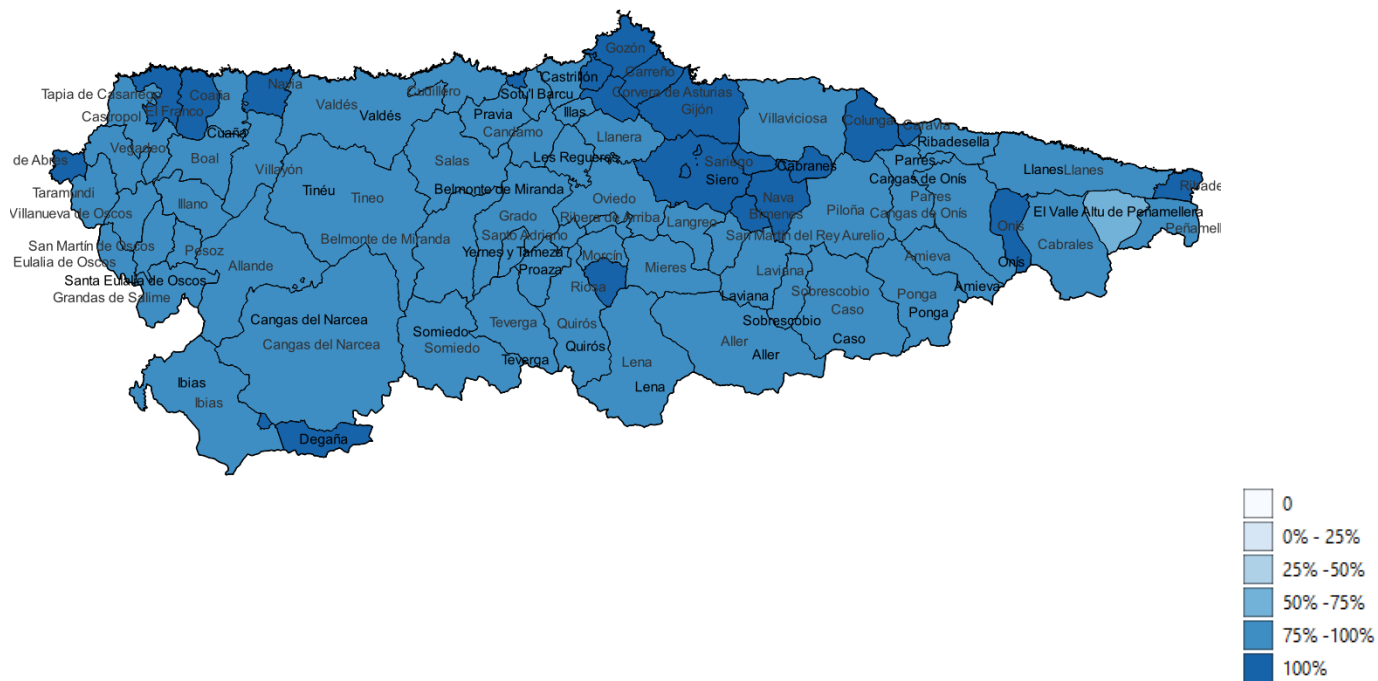 Gozón
Carreño
Castrillón
Navia
Cudillero
Tapia de Casariego
Coaña
Sotu'l Barcu
Corvera de Asturias
Valdés
Gijón
El Franco
Castropol
Valdés
Pravia
Illas
Villaviciosa
Colunga
Caravia
Cuaña
Candamo
Llanera
Ribadesella
Vegadeo
Boal
Salas
Les Regueres
Sariego
Cabranes
Parres
de Abres
Villayón
Siero
Cangas de Onís
Llanes
Llanes
Taramundi
Tinéu
Tineo
Belmonte de Miranda
Ribade
Villanueva de Oscos
Illano
Oviedo
Nava
Parres
Grado
Ribera de Arriba
Langreo
Bimenes
Piloña
Cangas de Onís
El Valle Altu de Peñamellera
Onís
Peñamell
Belmonte de Miranda
Santo Adriano
San Martín del Rey Aurelio
San Martín de Oscos
Pesoz
Yernes y Tameza
Morcín
Amieva
Cabrales
Eulalia de Oscos
Allande
Proaza
Mieres
Laviana
Onís
Santa Eulalia de Oscos
Riosa
Sobrescobio
Amieva
Grandas de Salime
Laviana
Ponga
Caso
Ponga
Cangas del Narcea
Teverga
Quirós
Sobrescobio
Somiedo
Cangas del Narcea
Somiedo
Quirós
Aller
Caso
Teverga
Lena
Aller
Ibias
Lena
Ibias
Degaña
0
0% - 25%
25% -50%
50% -75%
75% -100%
100%